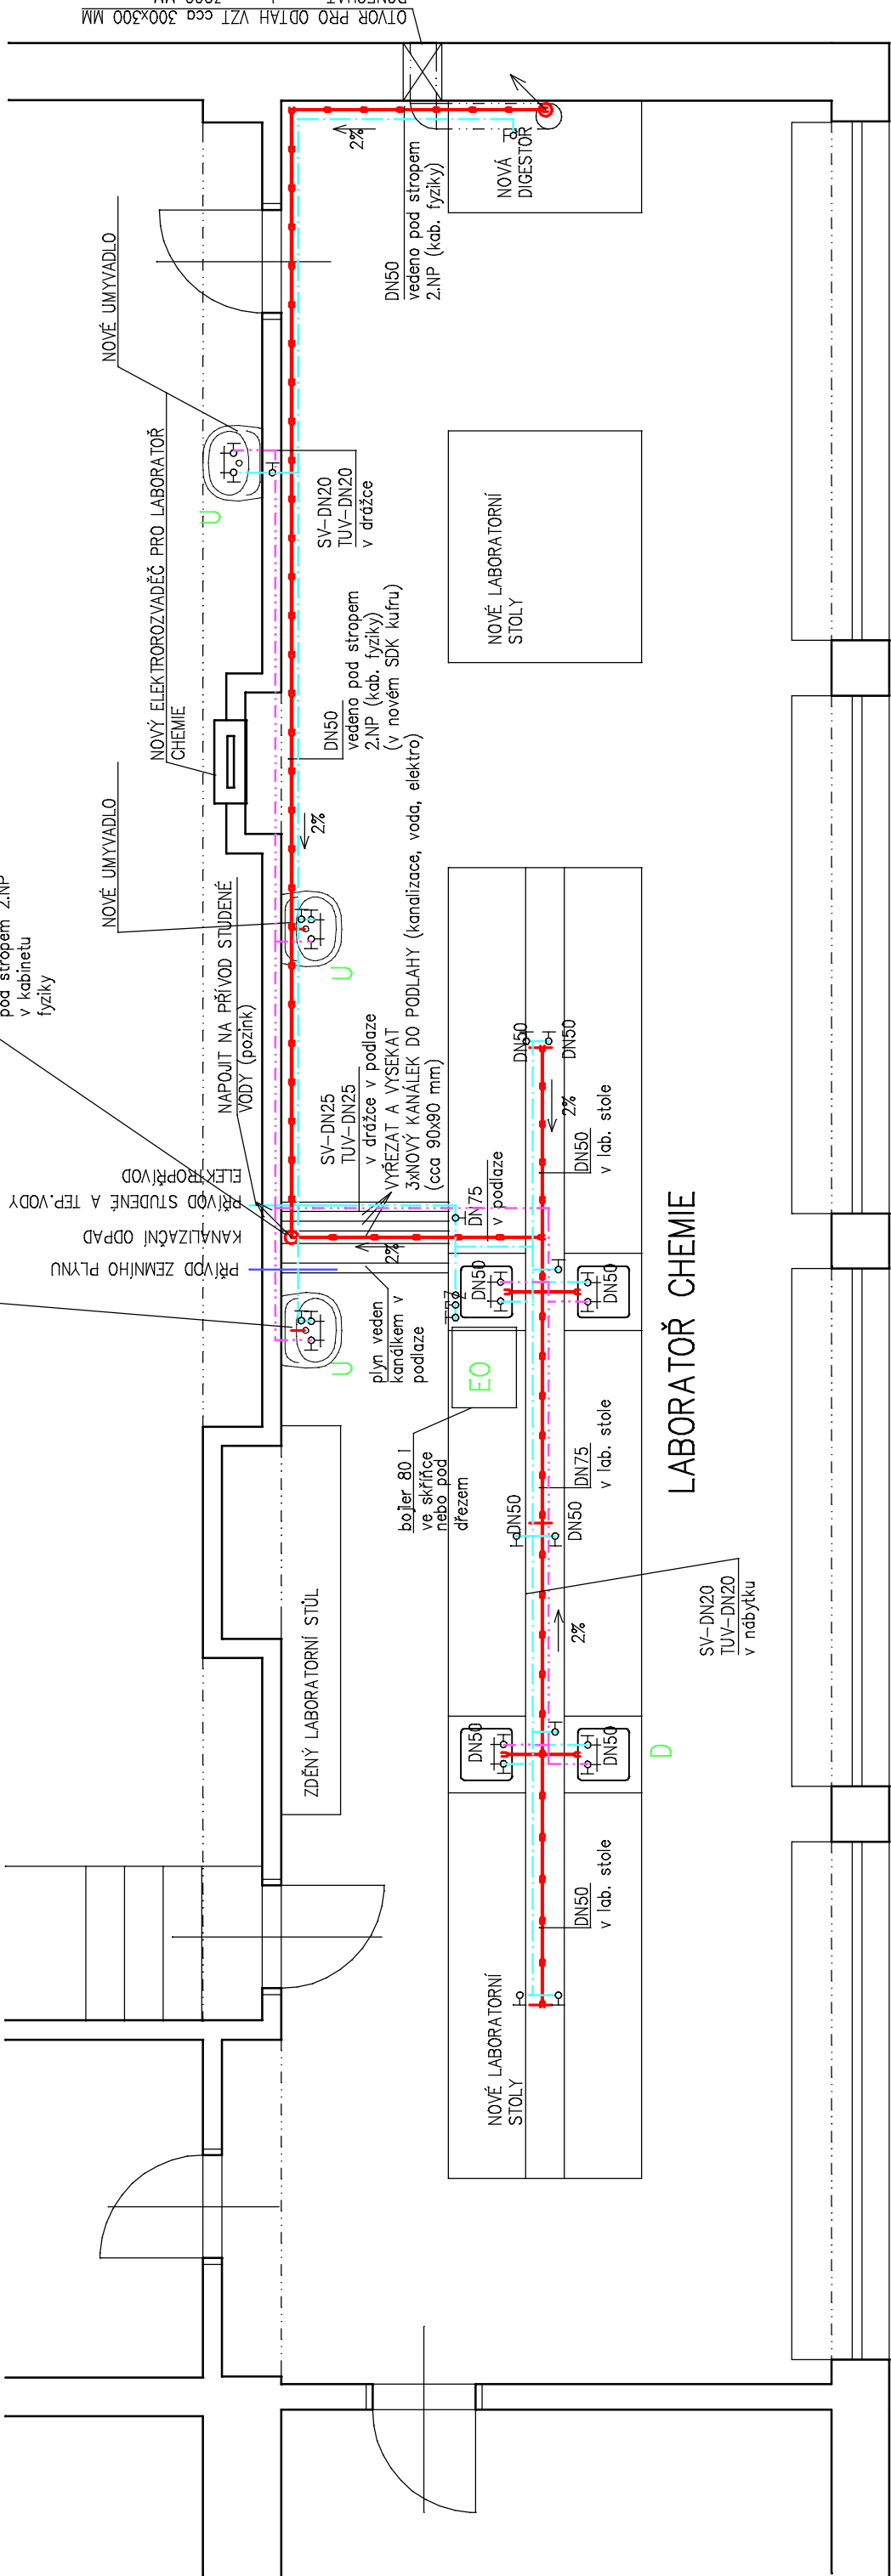 OTVOR PRO ODTAH VZT cca 300x300 MM
2%
NOVÁ
DIGESTOŘ
DN50
vedeno pod stropem
2.NP (kab. fyziky)
NOVÉ UMYVADLO
NOVÝ ELEKTROROZVADĚČ PRO LABORATOŘ
CHEMIE
U
SV-DN20
TUV-DN20
v drážce
NOVÉ LABORATORNÍ
STOLY
DN50
vedeno pod stropem
2.NP (kab. fyziky)
(v novém SDK kufru)
2%
NOVÉ UMYVADLO
U
pod stropem 2.NP
v kabinetu
fyziky
NAPOJIT NA PŘÍVOD STUDENÉ
VODY (pozink)
SV-DN25
TUV-DN25
v drážce v podlaze
VYŘEZAT A VYSEKAT
3xNOVÝ KANÁLEK DO PODLAHY (kanalizace, voda, elektro)
(cca 90x90 mm)
ELEKTROPŘÍVOD
PŘÍVOD STUDENÉ A TEP.VODY
KANALIZAČNÍ ODPAD
PŘÍVOD ZEMNÍHO PLYNU
2%
DN75
v podlaze
DN50
DN50
2%
DN50
v lab. stole
DN50
DN50
U
plyn veden
kanálkem v
podlaze
EO
bojler 80 l
ve skříňce
nebo pod
dřezem
DN75
v lab. stole
DN50
DN50
LABORATOŘ CHEMIE
2%
SV-DN20
TUV-DN20
v nábytku
ZDĚNÝ LABORATORNÍ STŮL
DN50
DN50
D
DN50
v lab. stole
NOVÉ LABORATORNÍ
STOLY